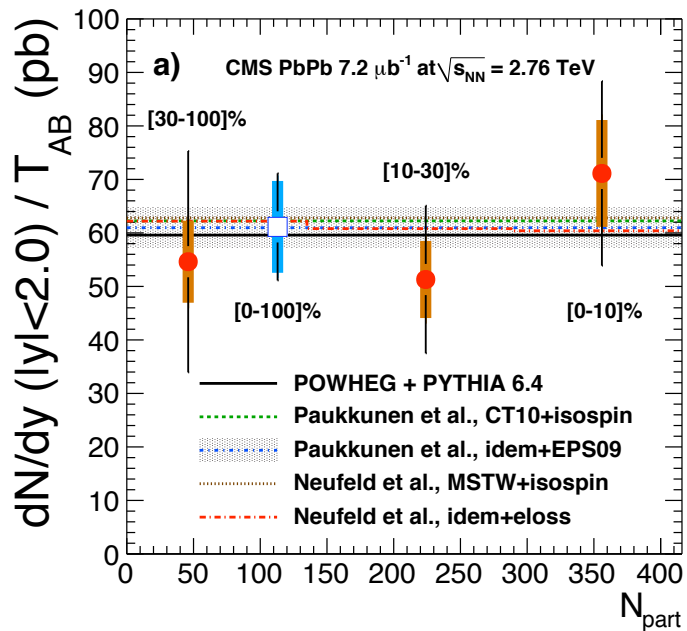 dN/dy (|y|<2.0) / T_AB (pb)
100
90
80
70
60
50
40
30
20
10
0
a) CMS PbPb 7.2 μb⁻¹ at √s_NN = 2.76 TeV
[30-100]%
[10-30]%
[0-100]%
[0-10]%
POWHEG + PYTHIA 6.4
Paukkunen et al., CT10+isospin
Paukkunen et al., idem+EPS09
Neufeld et al., MSTW+isospin
Neufeld et al., idem+eloss
0 50 100 150 200 250 300 350 400
N_part